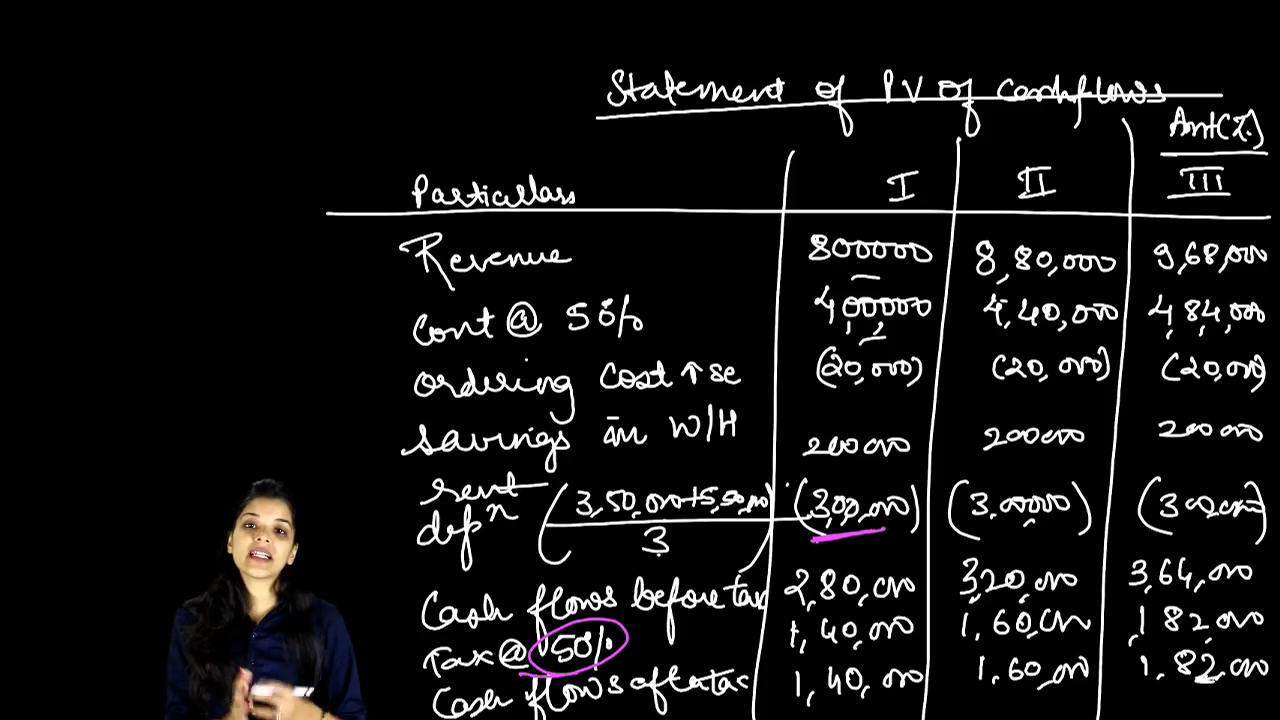 Statement of PV of Cashflows
Amt(₹)
Particulars I II III
Revenue 800000 8,80,000 9,68,000
Cont @ 50% 400000 4,40,000 4,84,000
ordering cost ↑se (20,000) (20,000) (20,000)
savings in W/H 200000 200000 200000
rent
depn (3,50,000+5,50,000)/3 (3,00,000) (3,00000) (300,000)
Cash flows before tax 2,80,000 3,20,000 3,64,000
Tax @ 50% 1,40,000 1,60,000 1,82,000
Cash flows after tax 1,40,000 1,60,000 1,82,000